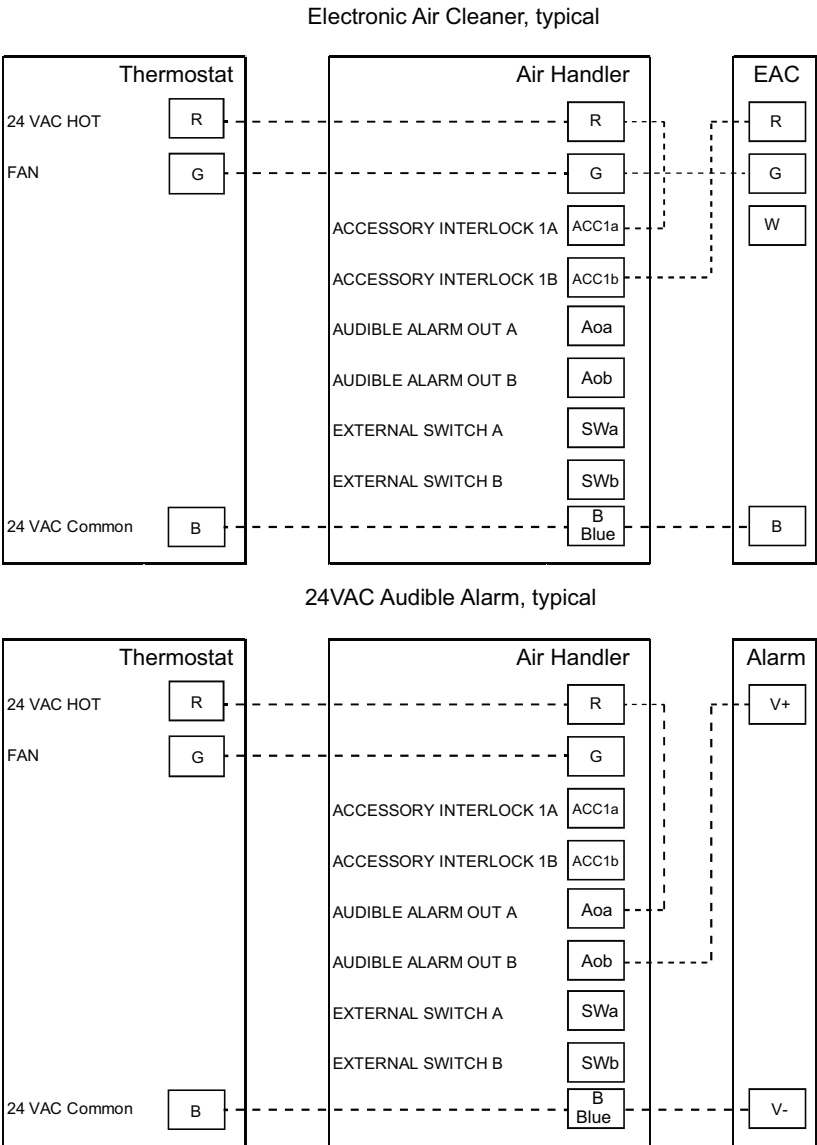 Electronic Air Cleaner, typical
Thermostat Air Handler EAC
24 VAC HOT R R R
FAN G G G
ACCESSORY INTERLOCK 1A ACC1a W
ACCESSORY INTERLOCK 1B ACC1b
AUDIBLE ALARM OUT A Aoa
AUDIBLE ALARM OUT B Aob
EXTERNAL SWITCH A SWa
EXTERNAL SWITCH B SWb
24 VAC Common B B B
Blue
24VAC Audible Alarm, typical
Thermostat Air Handler Alarm
24 VAC HOT R R V+
FAN G G
ACCESSORY INTERLOCK 1A ACC1a
ACCESSORY INTERLOCK 1B ACC1b
AUDIBLE ALARM OUT A Aoa
AUDIBLE ALARM OUT B Aob
EXTERNAL SWITCH A SWa
EXTERNAL SWITCH B SWb
24 VAC Common B B V-
Blue